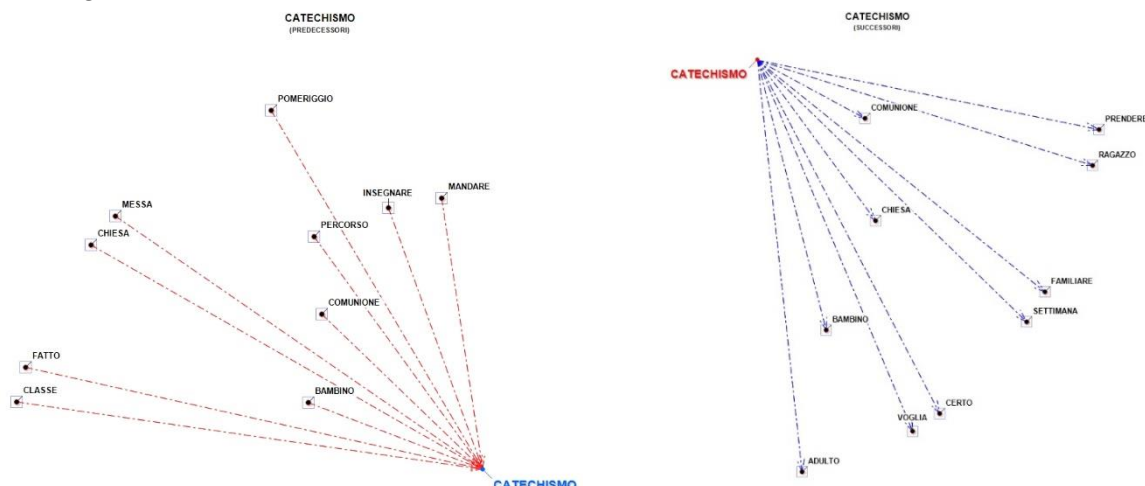 CATECHISMO
(PREDECESSORI)
POMERIGGIO
INSEGNARE
MANDARE
MESSA
CHIESA
PERCORSO
COMUNIONE
FATTO
CLASSE
BAMBINO
CATECHISMO
CATECHISMO
(SUCCESSORI)
CATECHISMO
COMUNIONE
PRENDERE
RAGAZZO
CHIESA
FAMILIARE
SETTIMANA
BAMBINO
CERTO
VOGLIA
ADULTO